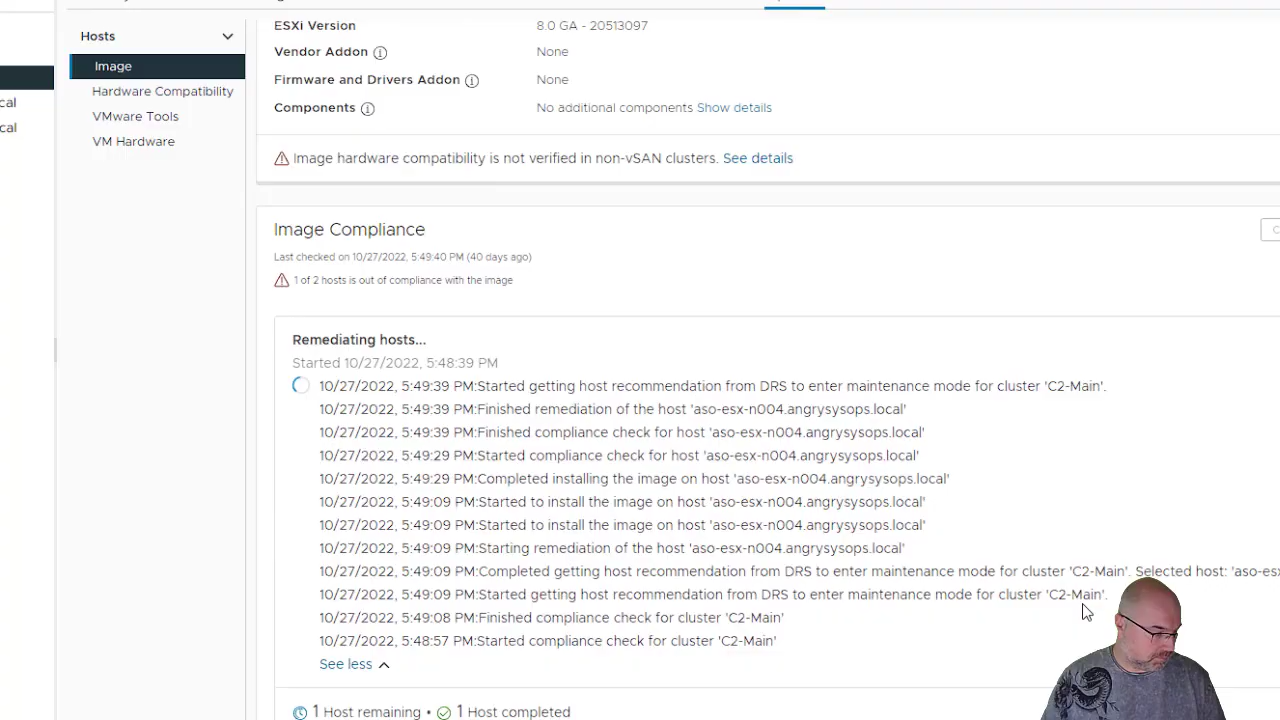 ESXi Version 8.0 GA - 20513097
Hosts
Vendor Addon None
Image
Firmware and Drivers Addon None
Hardware Compatibility
cal
Components No additional components Show details
VMware Tools
cal
VM Hardware
Image hardware compatibility is not verified in non-vSAN clusters. See details
Image Compliance
Last checked on 10/27/2022, 5:49:40 PM (40 days ago)
1 of 2 hosts is out of compliance with the image
Remediating hosts...
Started 10/27/2022, 5:48:39 PM
10/27/2022, 5:49:39 PM:Started getting host recommendation from DRS to enter maintenance mode for cluster 'C2-Main'.
10/27/2022, 5:49:39 PM:Finished remediation of the host 'aso-esx-n004.angrysysops.local'
10/27/2022, 5:49:39 PM:Finished compliance check for host 'aso-esx-n004.angrysysops.local'
10/27/2022, 5:49:29 PM:Started compliance check for host 'aso-esx-n004.angrysysops.local'
10/27/2022, 5:49:29 PM:Completed installing the image on host 'aso-esx-n004.angrysysops.local'
10/27/2022, 5:49:09 PM:Started to install the image on host 'aso-esx-n004.angrysysops.local'
10/27/2022, 5:49:09 PM:Started to install the image on host 'aso-esx-n004.angrysysops.local'
10/27/2022, 5:49:09 PM:Starting remediation of the host 'aso-esx-n004.angrysysops.local'
10/27/2022, 5:49:09 PM:Completed getting host recommendation from DRS to enter maintenance mode for cluster 'C2-Main'. Selected host: 'aso-es
10/27/2022, 5:49:09 PM:Started getting host recommendation from DRS to enter maintenance mode for cluster 'C2-Main'.
10/27/2022, 5:49:08 PM:Finished compliance check for cluster 'C2-Main'
10/27/2022, 5:48:57 PM:Started compliance check for cluster 'C2-Main'
See less
1 Host remaining • 1 Host completed